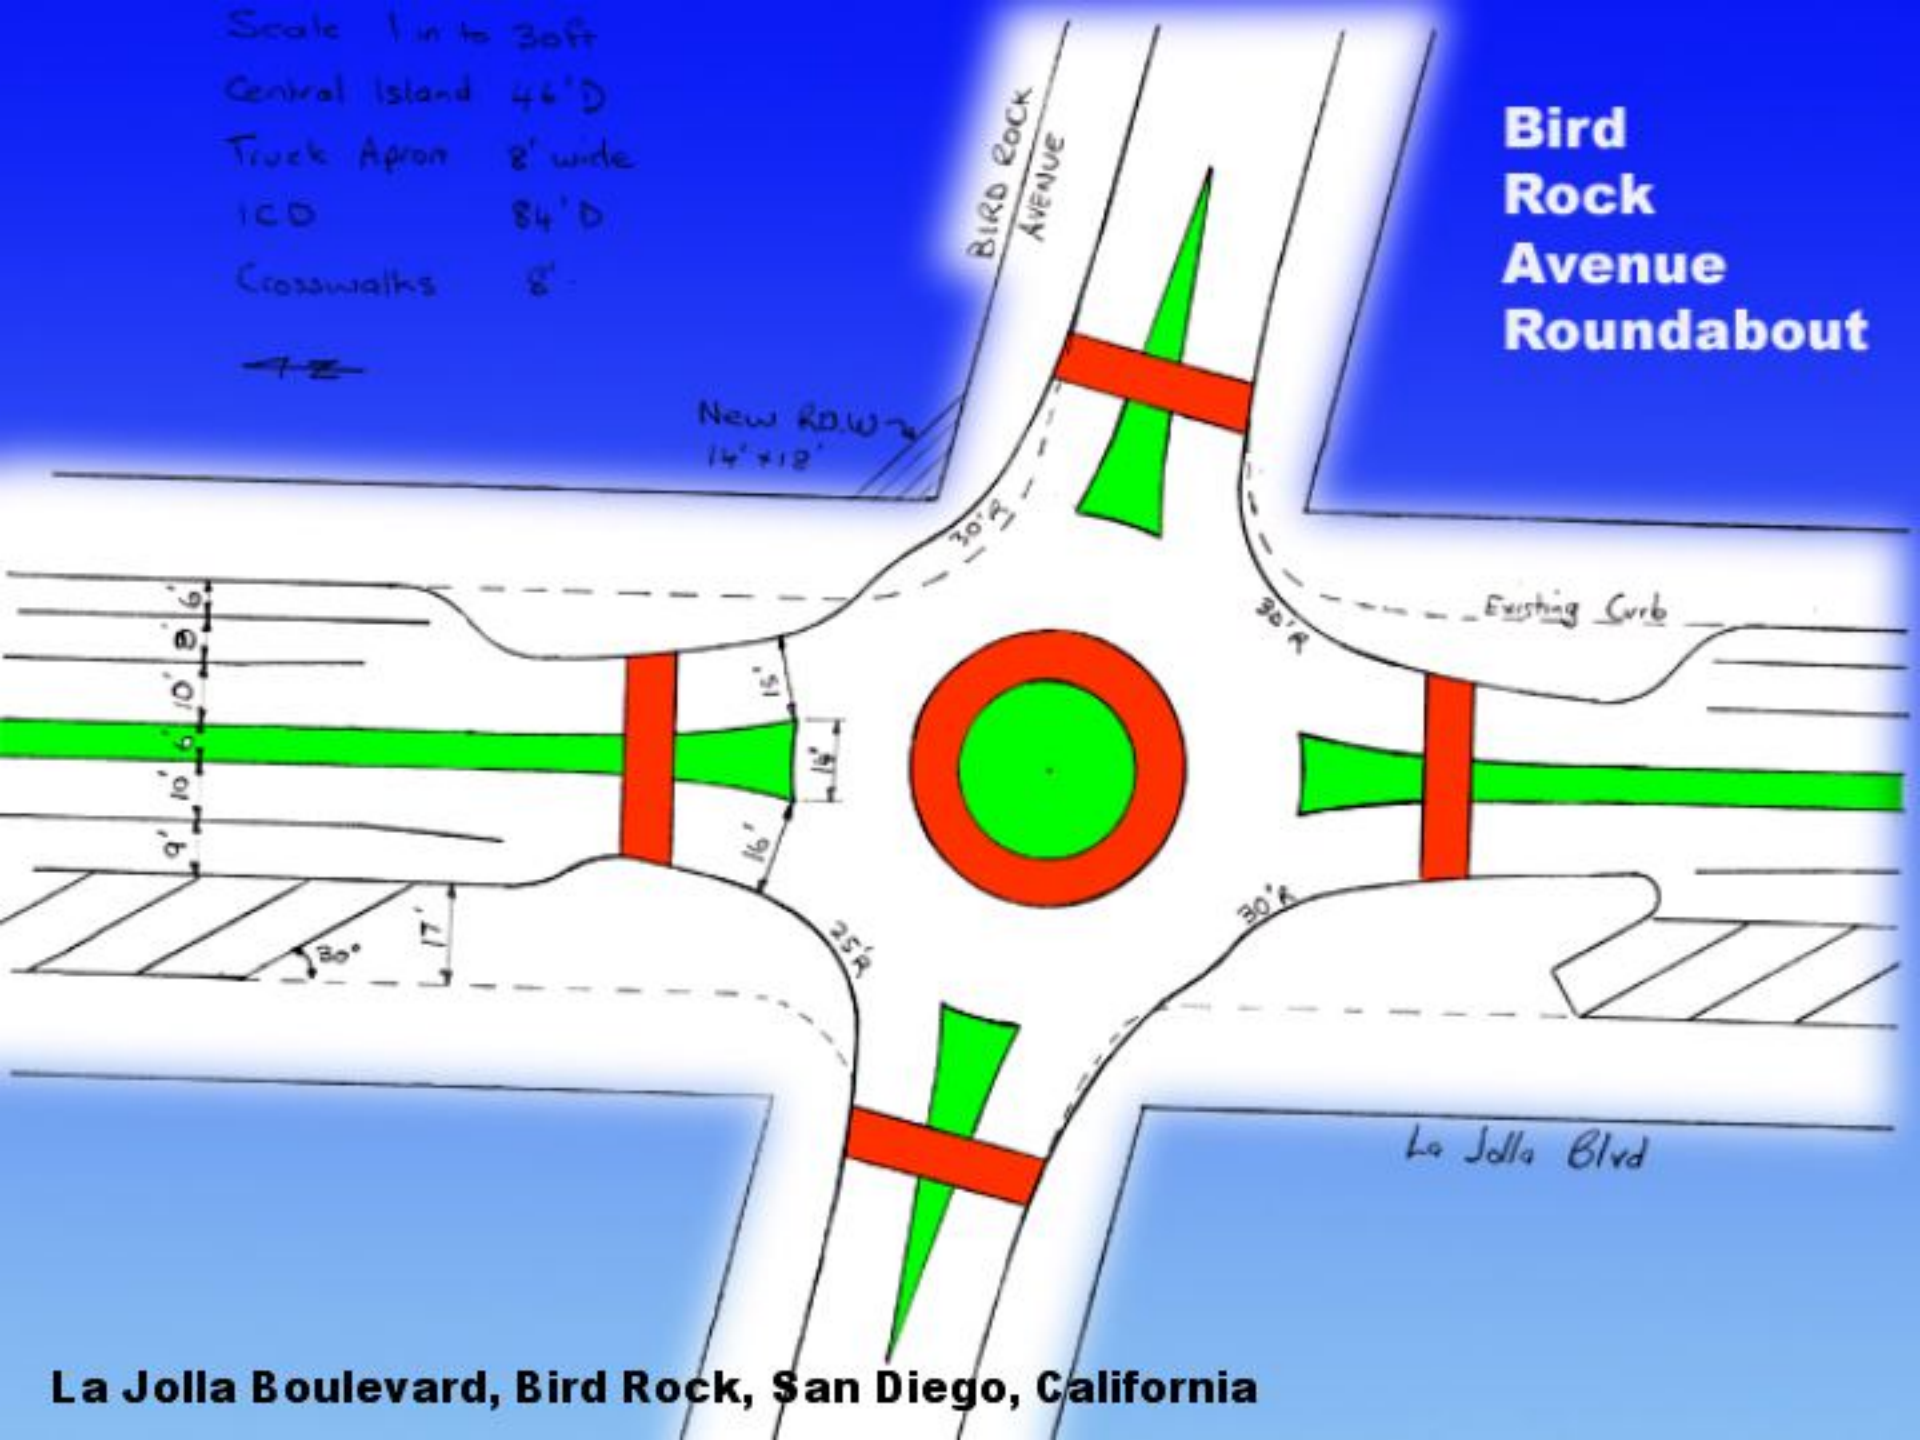 Scale 1 in to 30ft
Central Island 46'D
Truck Apron 8' wide
ICD 84'D
Crosswalks 8'
N
New R.O.W
14' x 18'
BIRD ROCK
AVENUE
Bird
Rock
Avenue
Roundabout
30'R
30'R
Existing Curb
6'
8'
10'
6'
10'
9'
15'
14'
16'
17'
30°
25'R
30'R
La Jolla Blvd
La Jolla Boulevard, Bird Rock, San Diego, California